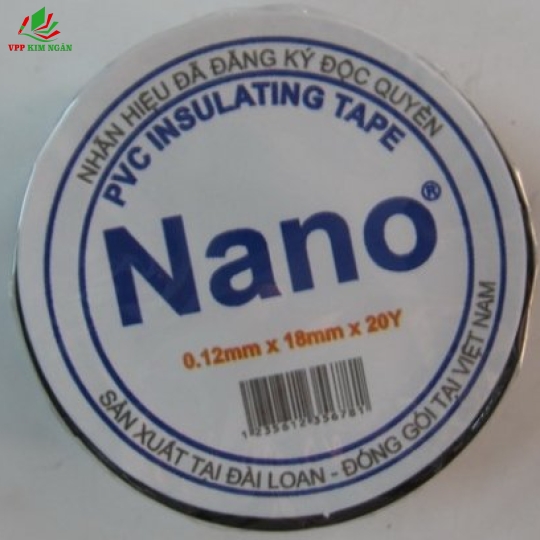 VPP KIM NGÂN
NHÃN HIỆU ĐÃ ĐĂNG KÝ ĐỘC QUYỀN
PVC INSULATING TAPE
Nano®
0.12mm x 18mm x 20Y
1235612356781
SẢN XUẤT TẠI ĐÀI LOAN - ĐÓNG GÓI TẠI VIỆT NAM